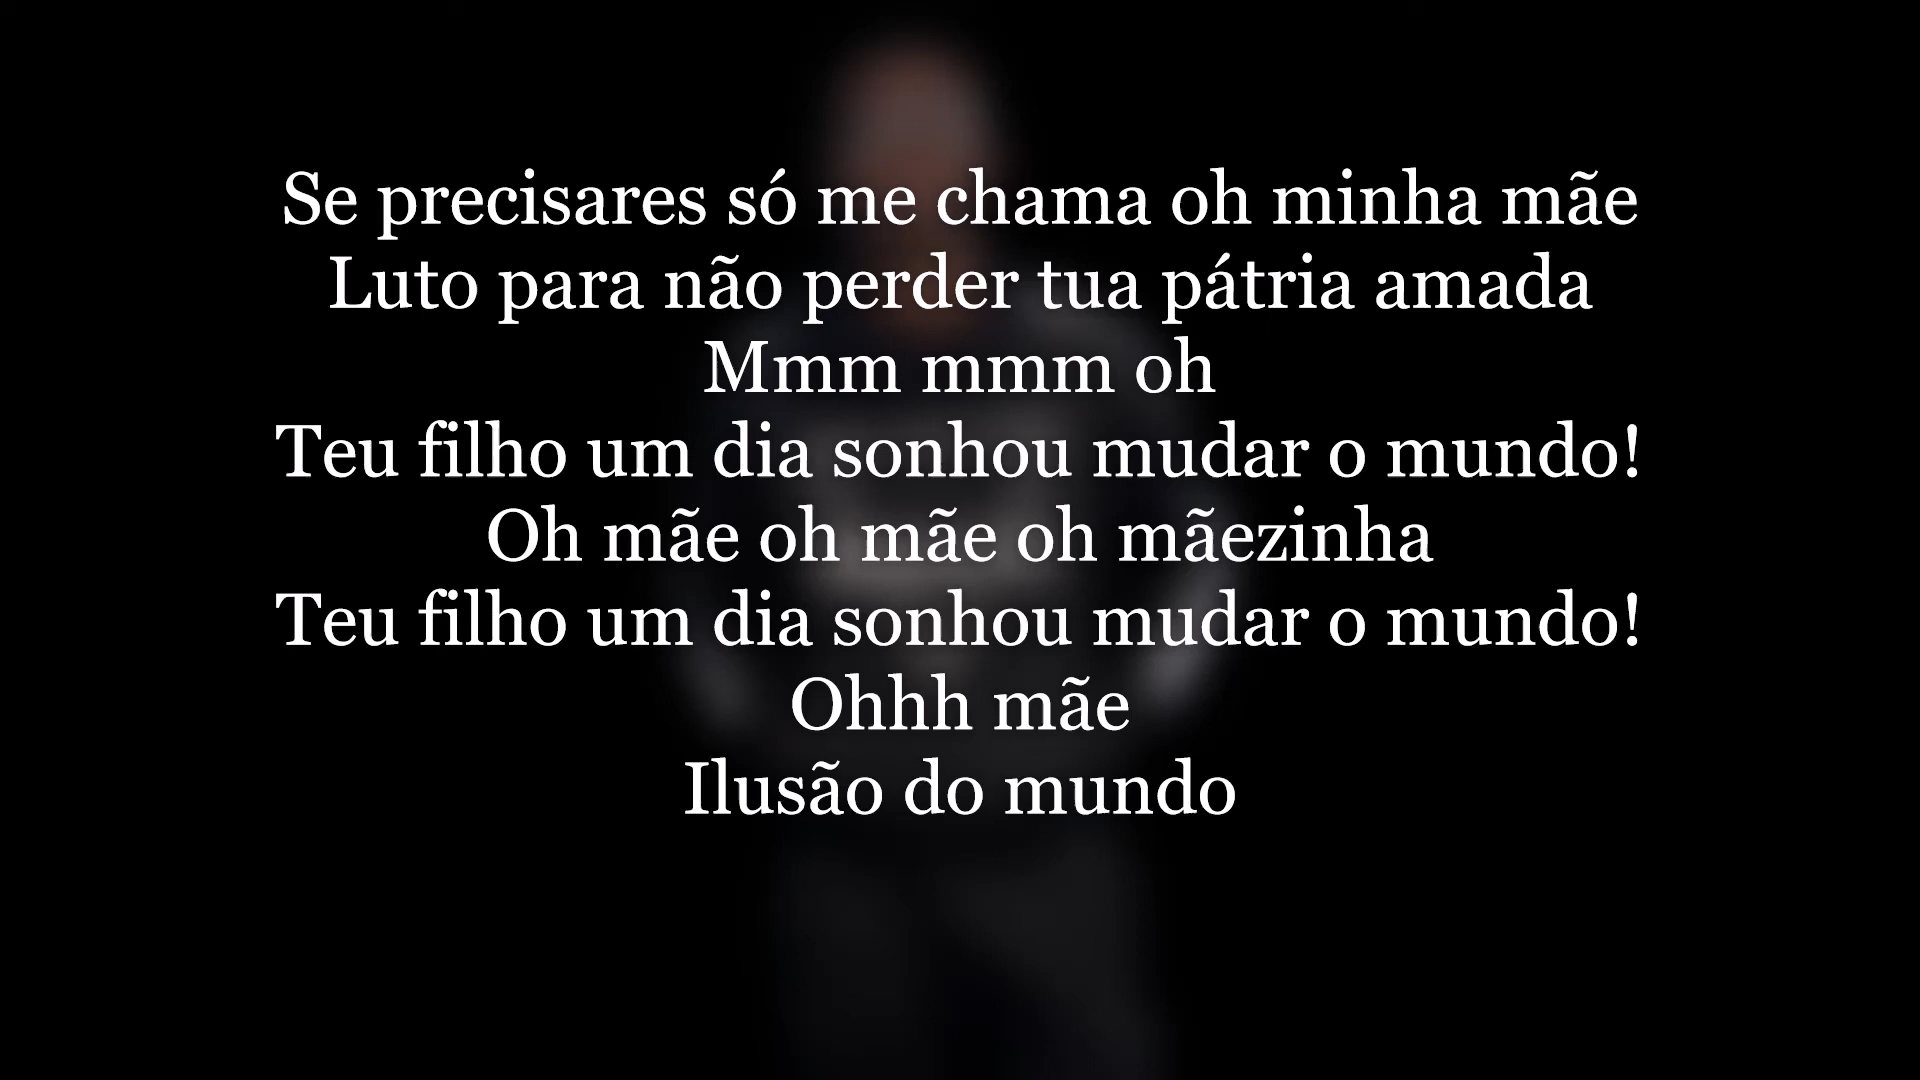 Se precisares só me chama oh minha mãe
Luto para não perder tua pátria amada
Mmm mmm oh
Teu filho um dia sonhou mudar o mundo!
Oh mãe oh mãe oh mãezinha
Teu filho um dia sonhou mudar o mundo!
Ohhh mãe
Ilusão do mundo